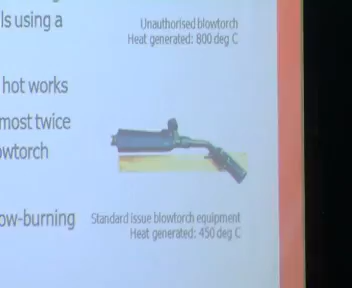 ls using a
Unauthorised blowtorch
Heat generated: 800 deg C
hot works
most twice
owtorch
ow-burning
Standard issue blowtorch equipment
Heat generated: 450 deg C